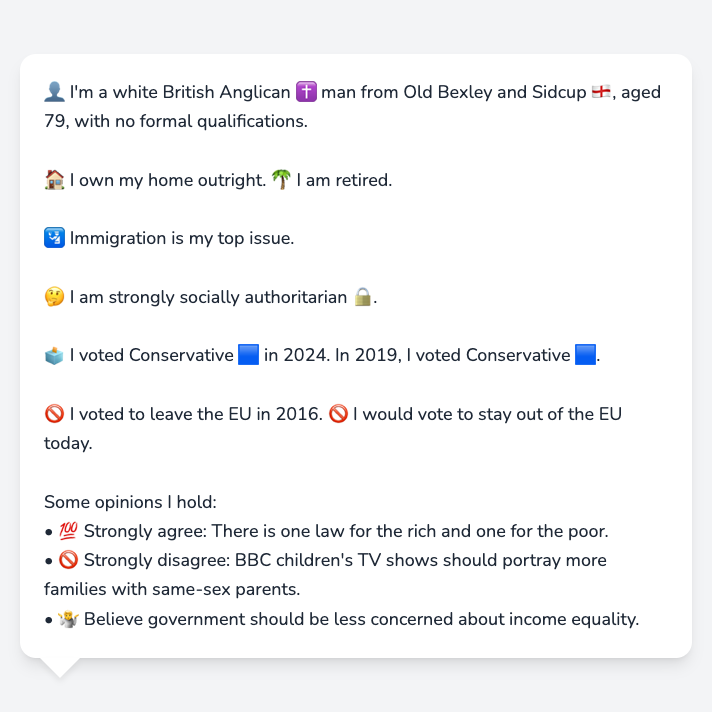 👤 I'm a white British Anglican ✝️ man from Old Bexley and Sidcup 🏴󠁧󠁢󠁥󠁮󠁧󠁿, aged
79, with no formal qualifications.
🏠 I own my home outright. 🌴 I am retired.
🛂 Immigration is my top issue.
🤔 I am strongly socially authoritarian 🔒.
🗳️ I voted Conservative 🟦 in 2024. In 2019, I voted Conservative 🟦.
🚫 I voted to leave the EU in 2016. 🚫 I would vote to stay out of the EU
today.
Some opinions I hold:
• 💯 Strongly agree: There is one law for the rich and one for the poor.
• 🚫 Strongly disagree: BBC children's TV shows should portray more
families with same-sex parents.
• 🤷 Believe government should be less concerned about income equality.